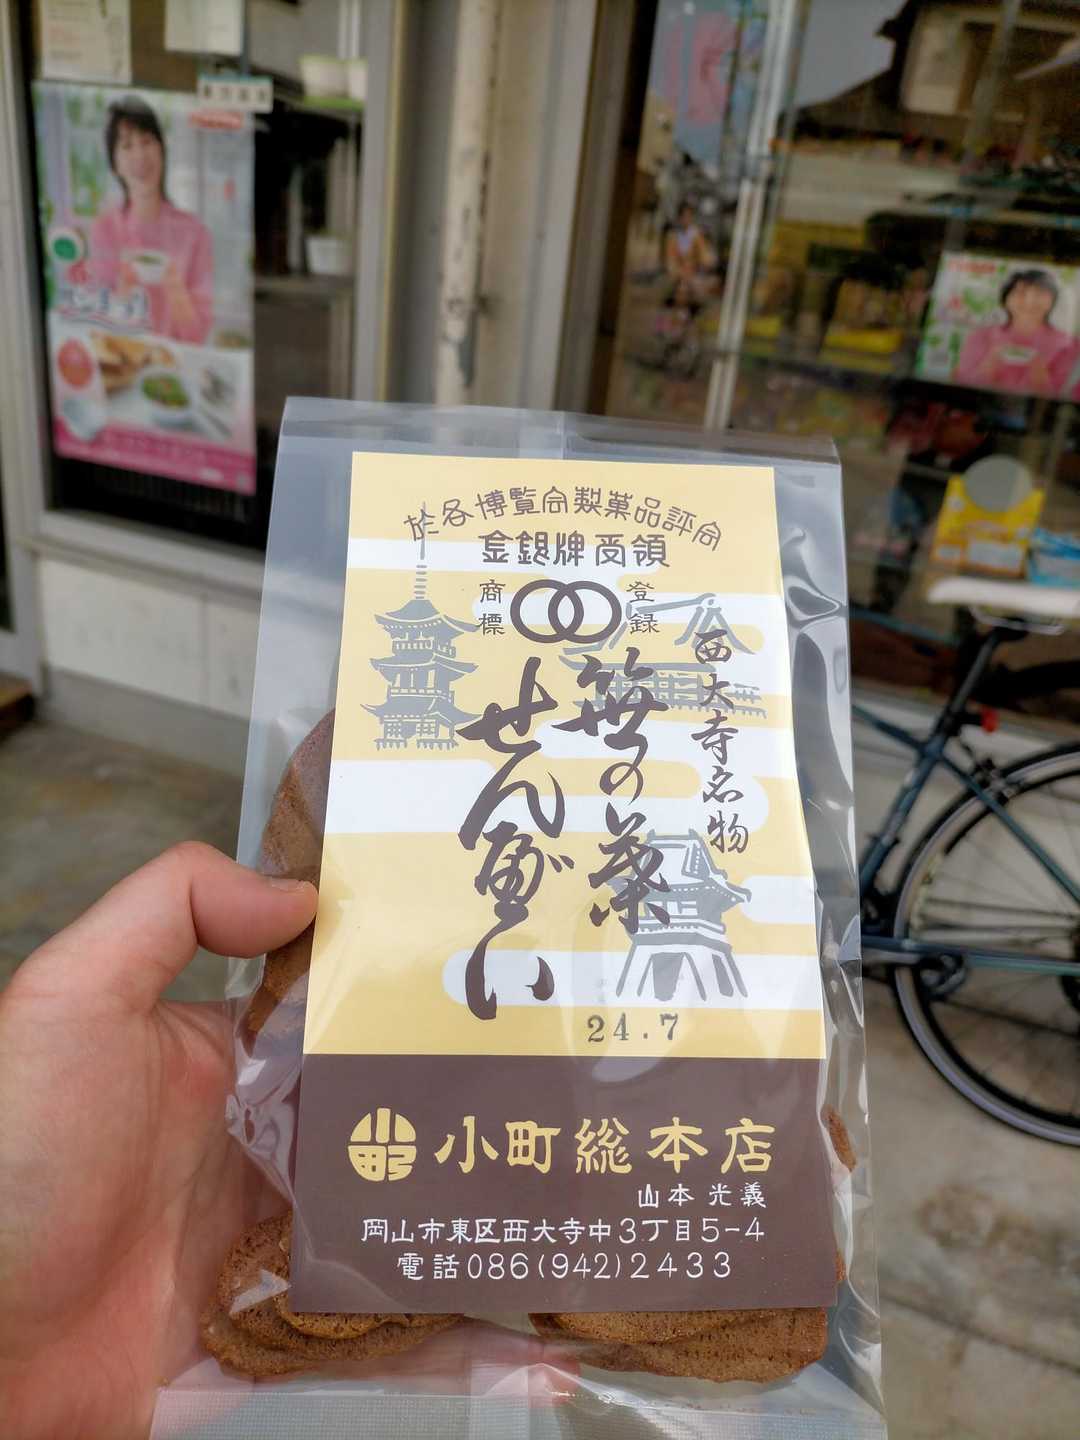 於各博覧会製菓品評会
金銀牌受領
商標
登録
西大寺名物
笹の葉
せんべい
24.7
小町
小町総本店
山本光義
岡山市東区西大寺中3丁目5-4
電話086(942)2433